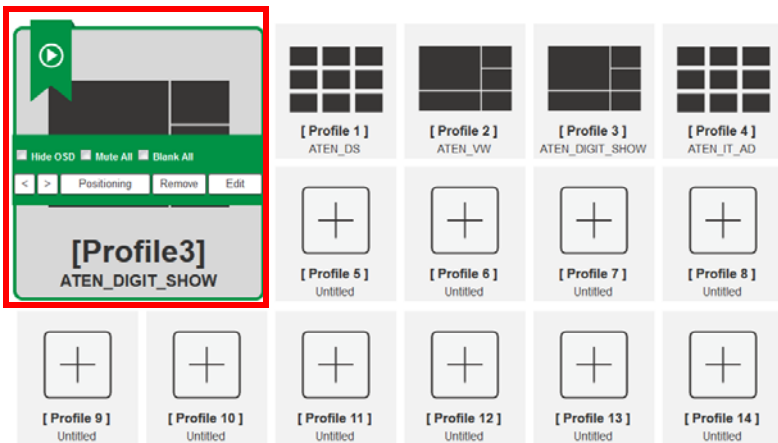 Hide OSD Mute All Blank All
< > Positioning Remove Edit
[Profile3]
ATEN_DIGIT_SHOW
[ Profile 1 ] [ Profile 2 ] [ Profile 3 ] [ Profile 4 ]
ATEN_DS ATEN_VW ATEN_DIGIT_SHOW ATEN_IT_AD
[ Profile 5 ] [ Profile 6 ] [ Profile 7 ] [ Profile 8 ]
Untitled Untitled Untitled Untitled
[ Profile 9 ] [ Profile 10 ] [ Profile 11 ] [ Profile 12 ] [ Profile 13 ] [ Profile 14 ]
Untitled Untitled Untitled Untitled Untitled Untitled